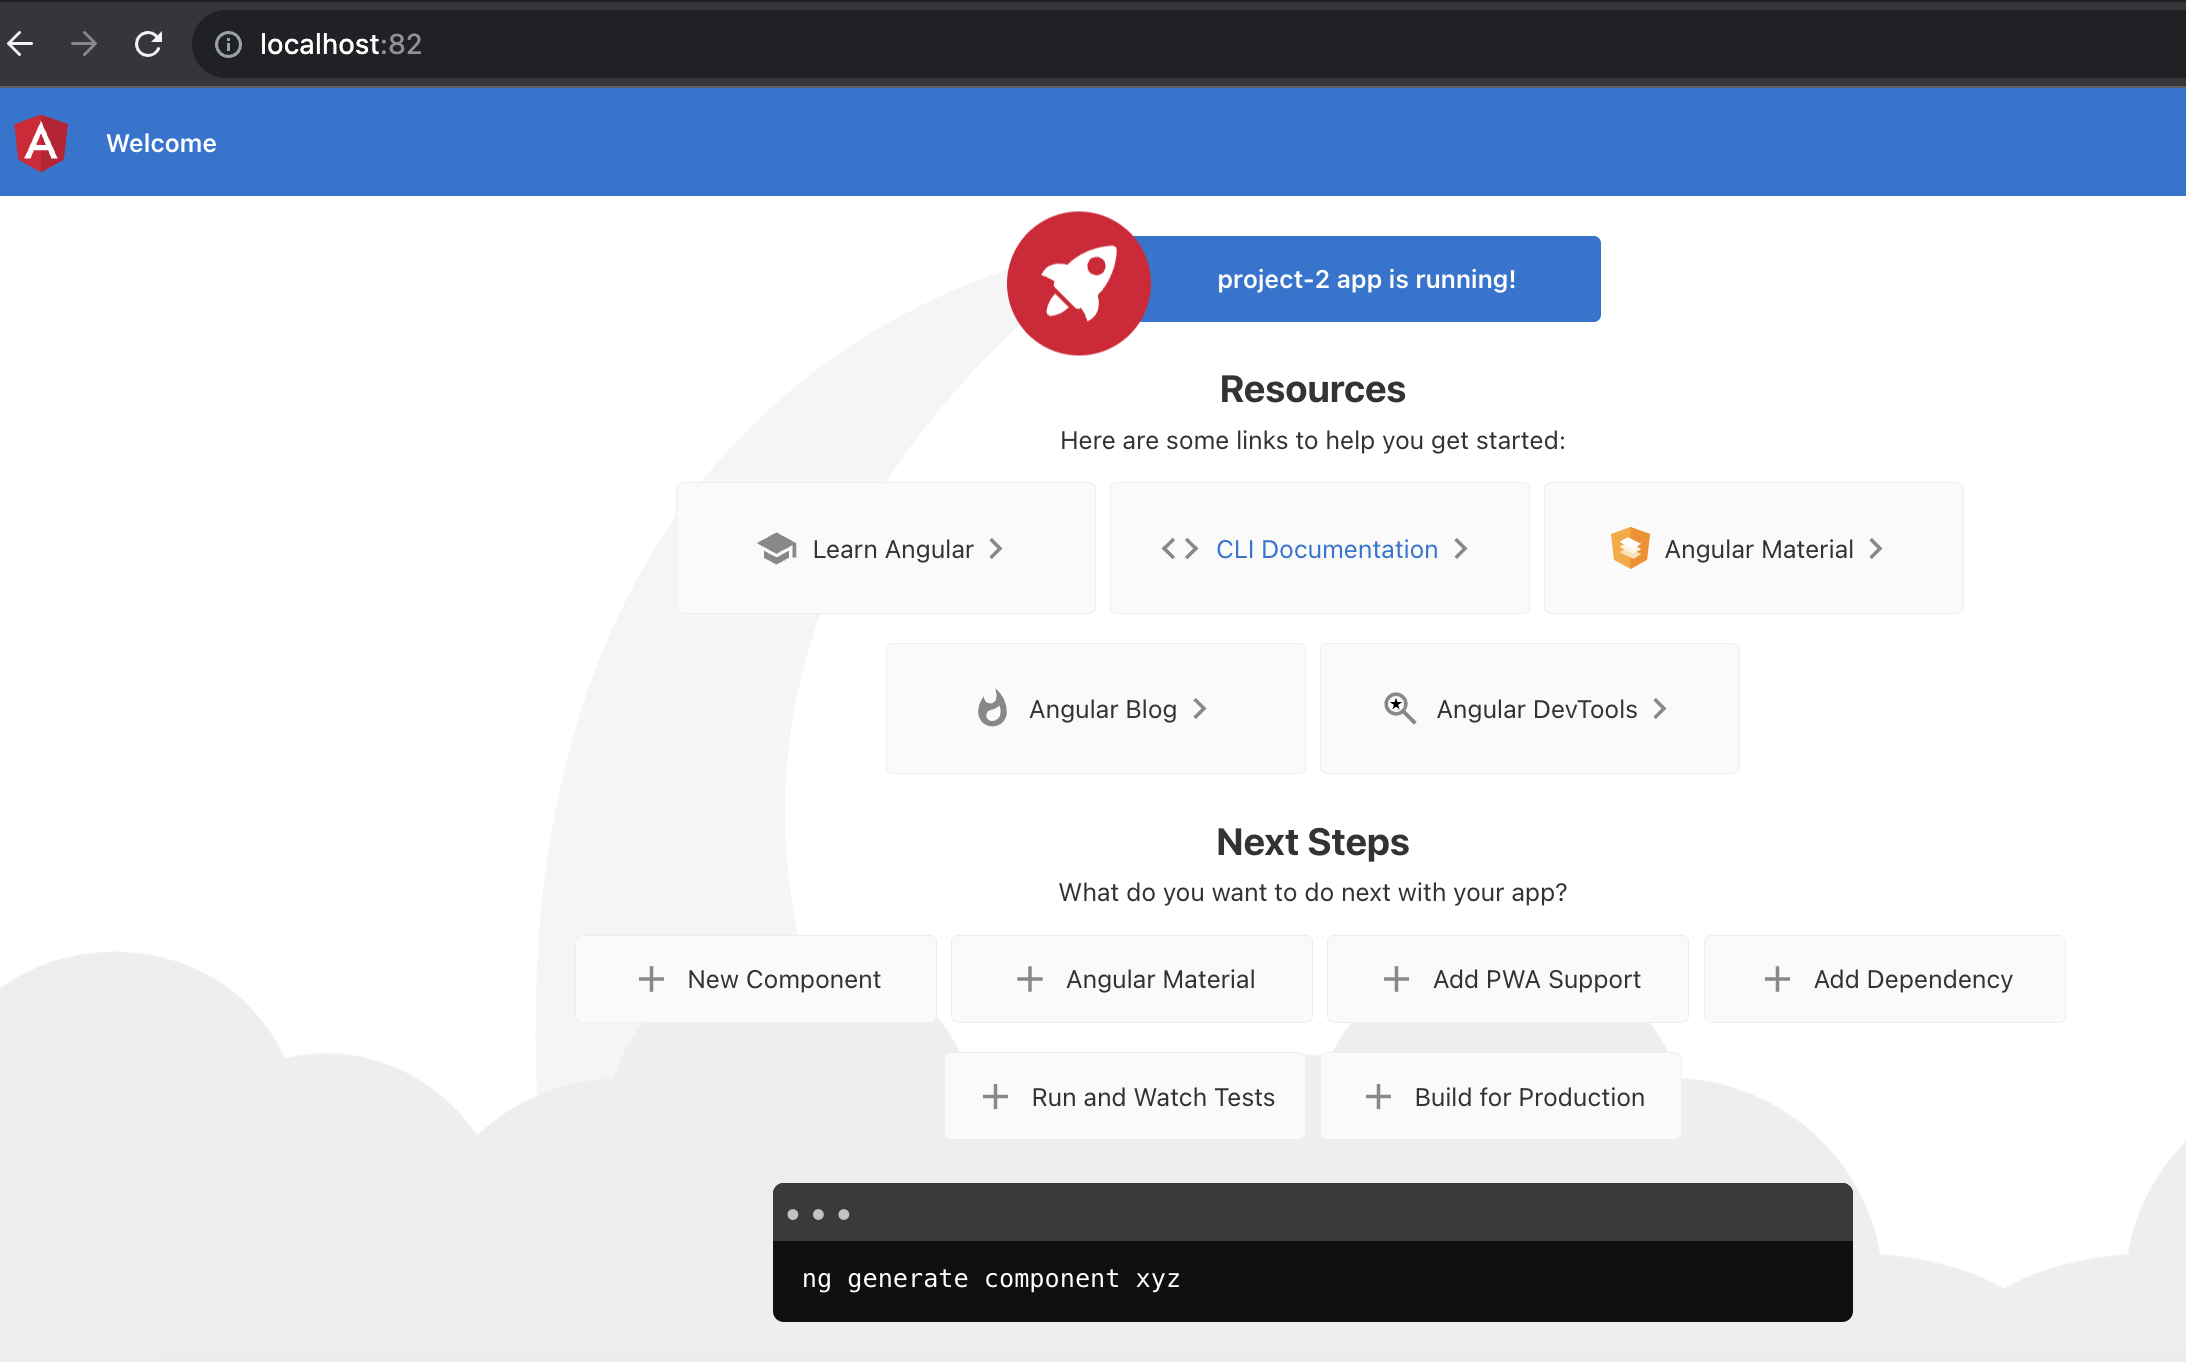 localhost:82
Welcome
project-2 app is running!
Resources
Here are some links to help you get started:
Learn Angular
CLI Documentation
Angular Material
Angular Blog
Angular DevTools
Next Steps
What do you want to do next with your app?
New Component
Angular Material
Add PWA Support
Add Dependency
Run and Watch Tests
Build for Production
ng generate component xyz